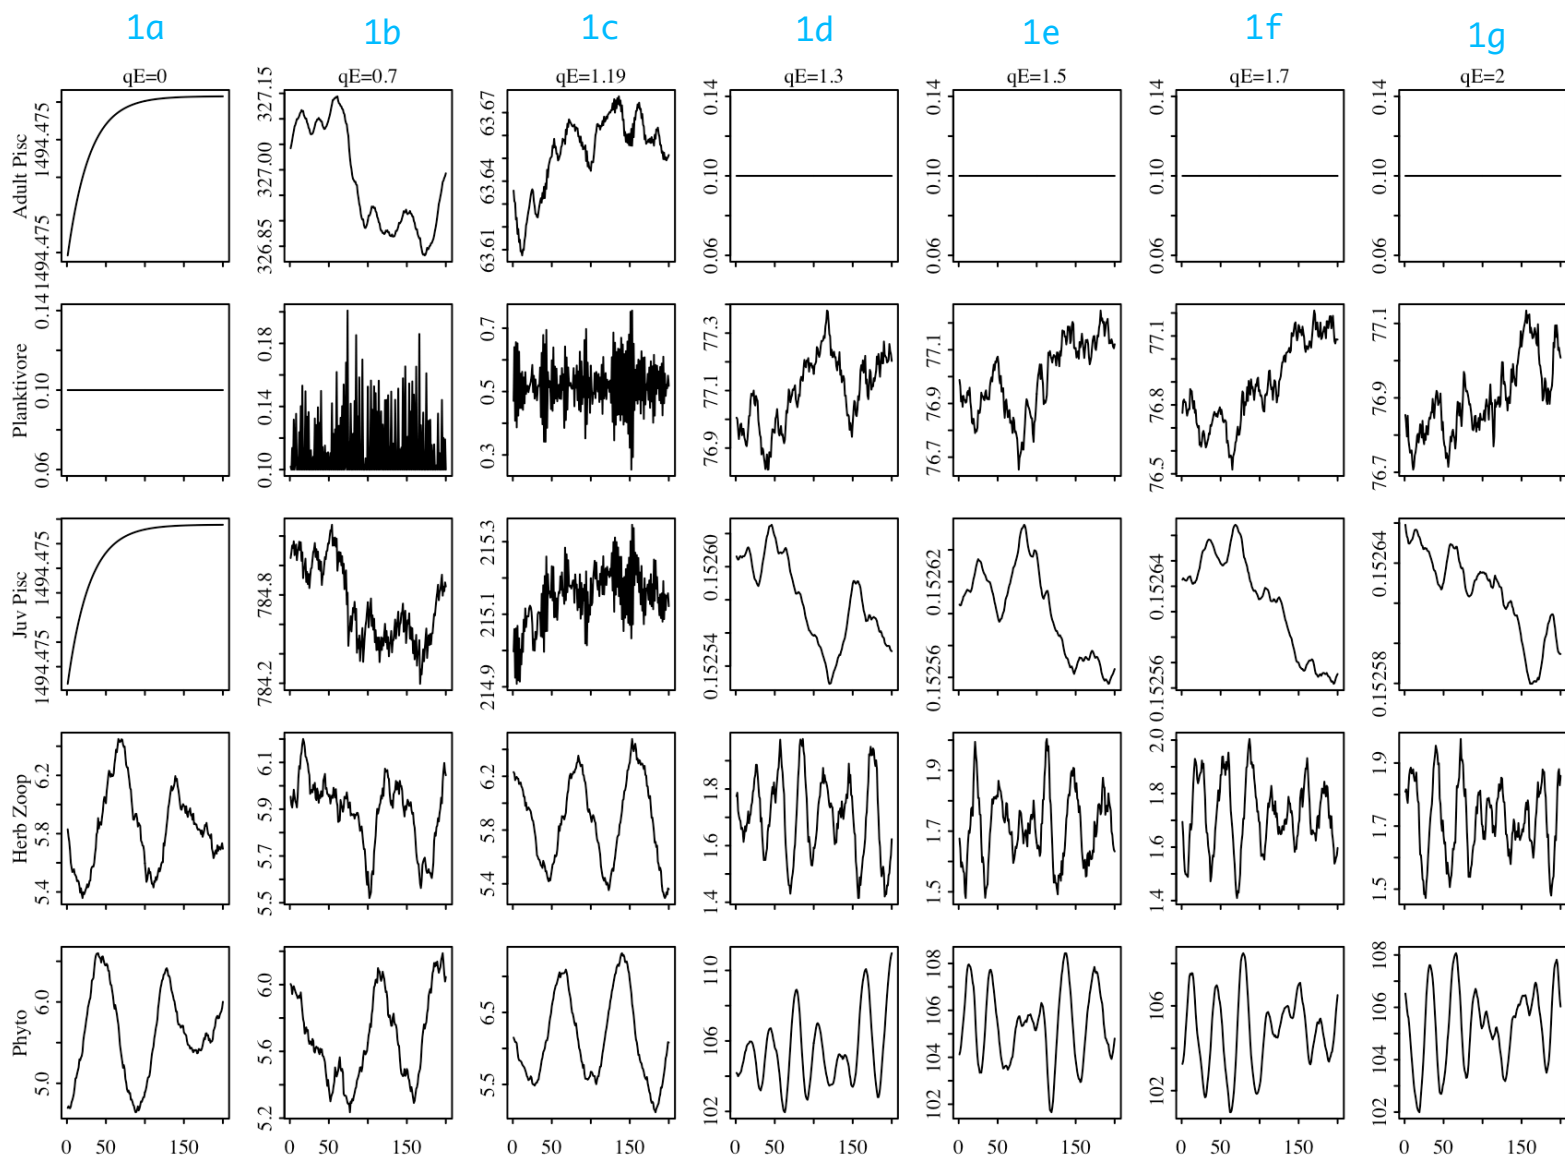 1a 1b 1c 1d 1e 1f 1g
qE=0 qE=0.7 qE=1.19 qE=1.3 qE=1.5 qE=1.7 qE=2
Adult Pisc
1494.475 1494.475
326.85 327.00 327.15
63.61 63.64 63.67
0.06 0.10 0.14
0.06 0.10 0.14
0.06 0.10 0.14
0.06 0.10 0.14
Planktivore
0.06 0.10 0.14
0.10 0.14 0.18
0.3 0.5 0.7
76.9 77.1 77.3
76.7 76.9 77.1
76.5 76.8 77.1
76.7 76.9 77.1
Juv Pisc
1494.475 1494.475
784.2 784.8
214.9 215.1 215.3
0.15254 0.15260
0.15256 0.15262
0.15256 0.15264
0.15258 0.15264
Herb Zoop
5.4 5.8 6.2
5.5 5.7 5.9 6.1
5.4 5.8 6.2
1.4 1.6 1.8
1.5 1.7 1.9
1.4 1.6 1.8 2.0
1.5 1.7 1.9
Phyto
5.0 6.0
5.2 5.6 6.0
5.5 6.5
102 106 110
102 104 106 108
102 106
102 104 106 108
0 50 150 0 50 150 0 50 150 0 50 150 0 50 150 0 50 150 0 50 150